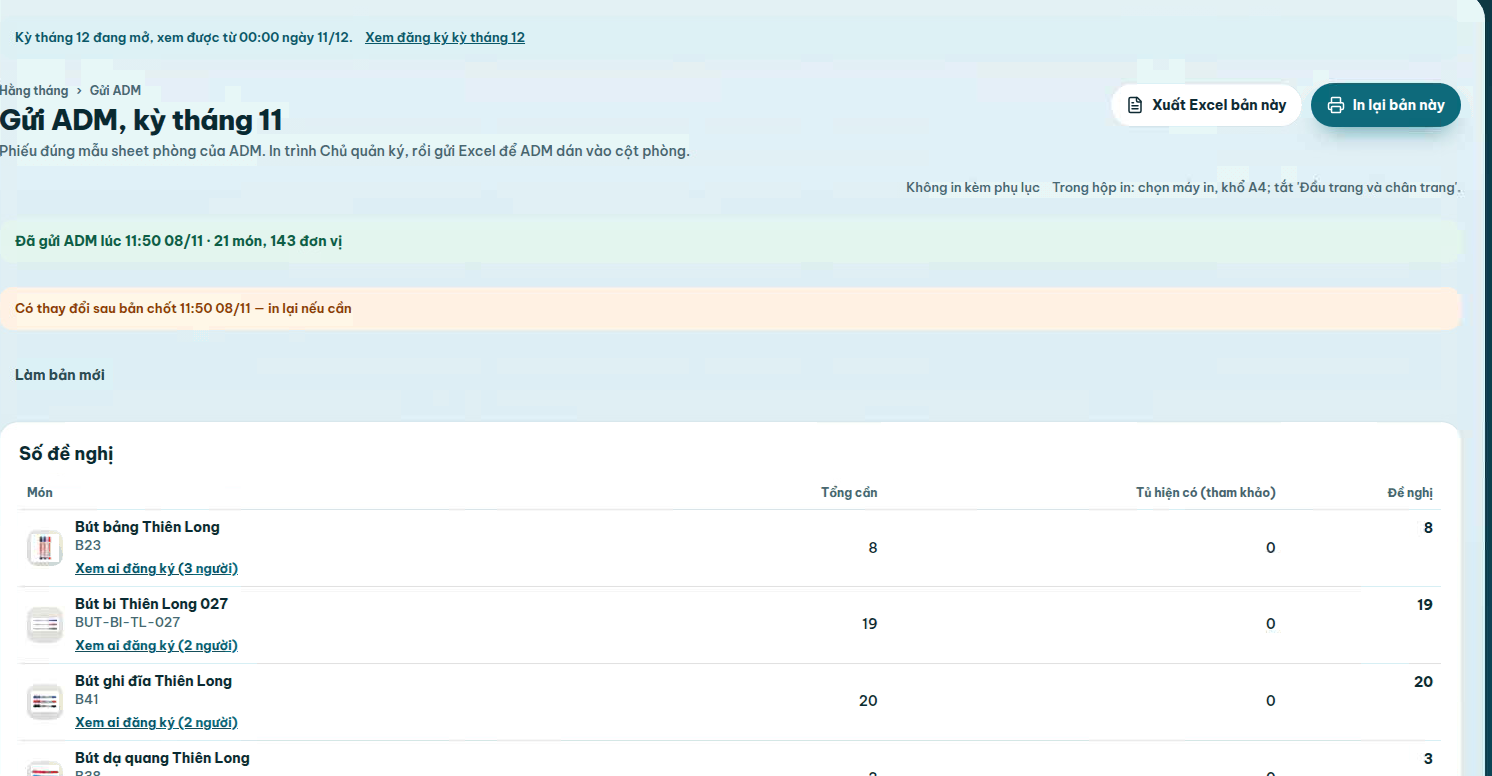 Kỳ tháng 12 đang mở, xem được từ 00:00 ngày 11/12. Xem đăng ký kỳ tháng 12
Hằng tháng › Gửi ADM
Gửi ADM, kỳ tháng 11
Phiếu đúng mẫu sheet phòng của ADM. In trình Chủ quản ký, rồi gửi Excel để ADM dán vào cột phòng.
Xuất Excel bản này
In lại bản này
Không in kèm phụ lục Trong hộp in: chọn máy in, khổ A4; tắt 'Đầu trang và chân trang'.
Đã gửi ADM lúc 11:50 08/11 · 21 món, 143 đơn vị
Có thay đổi sau bản chốt 11:50 08/11 — in lại nếu cần
Làm bản mới
Số đề nghị
Món Tổng cần Tủ hiện có (tham khảo) Đề nghị
Bút bảng Thiên Long
B23
Xem ai đăng ký (3 người)
8 0 8
Bút bi Thiên Long 027
BUT-BI-TL-027
Xem ai đăng ký (2 người)
19 0 19
Bút ghi đĩa Thiên Long
B41
Xem ai đăng ký (2 người)
20 0 20
Bút dạ quang Thiên Long
3